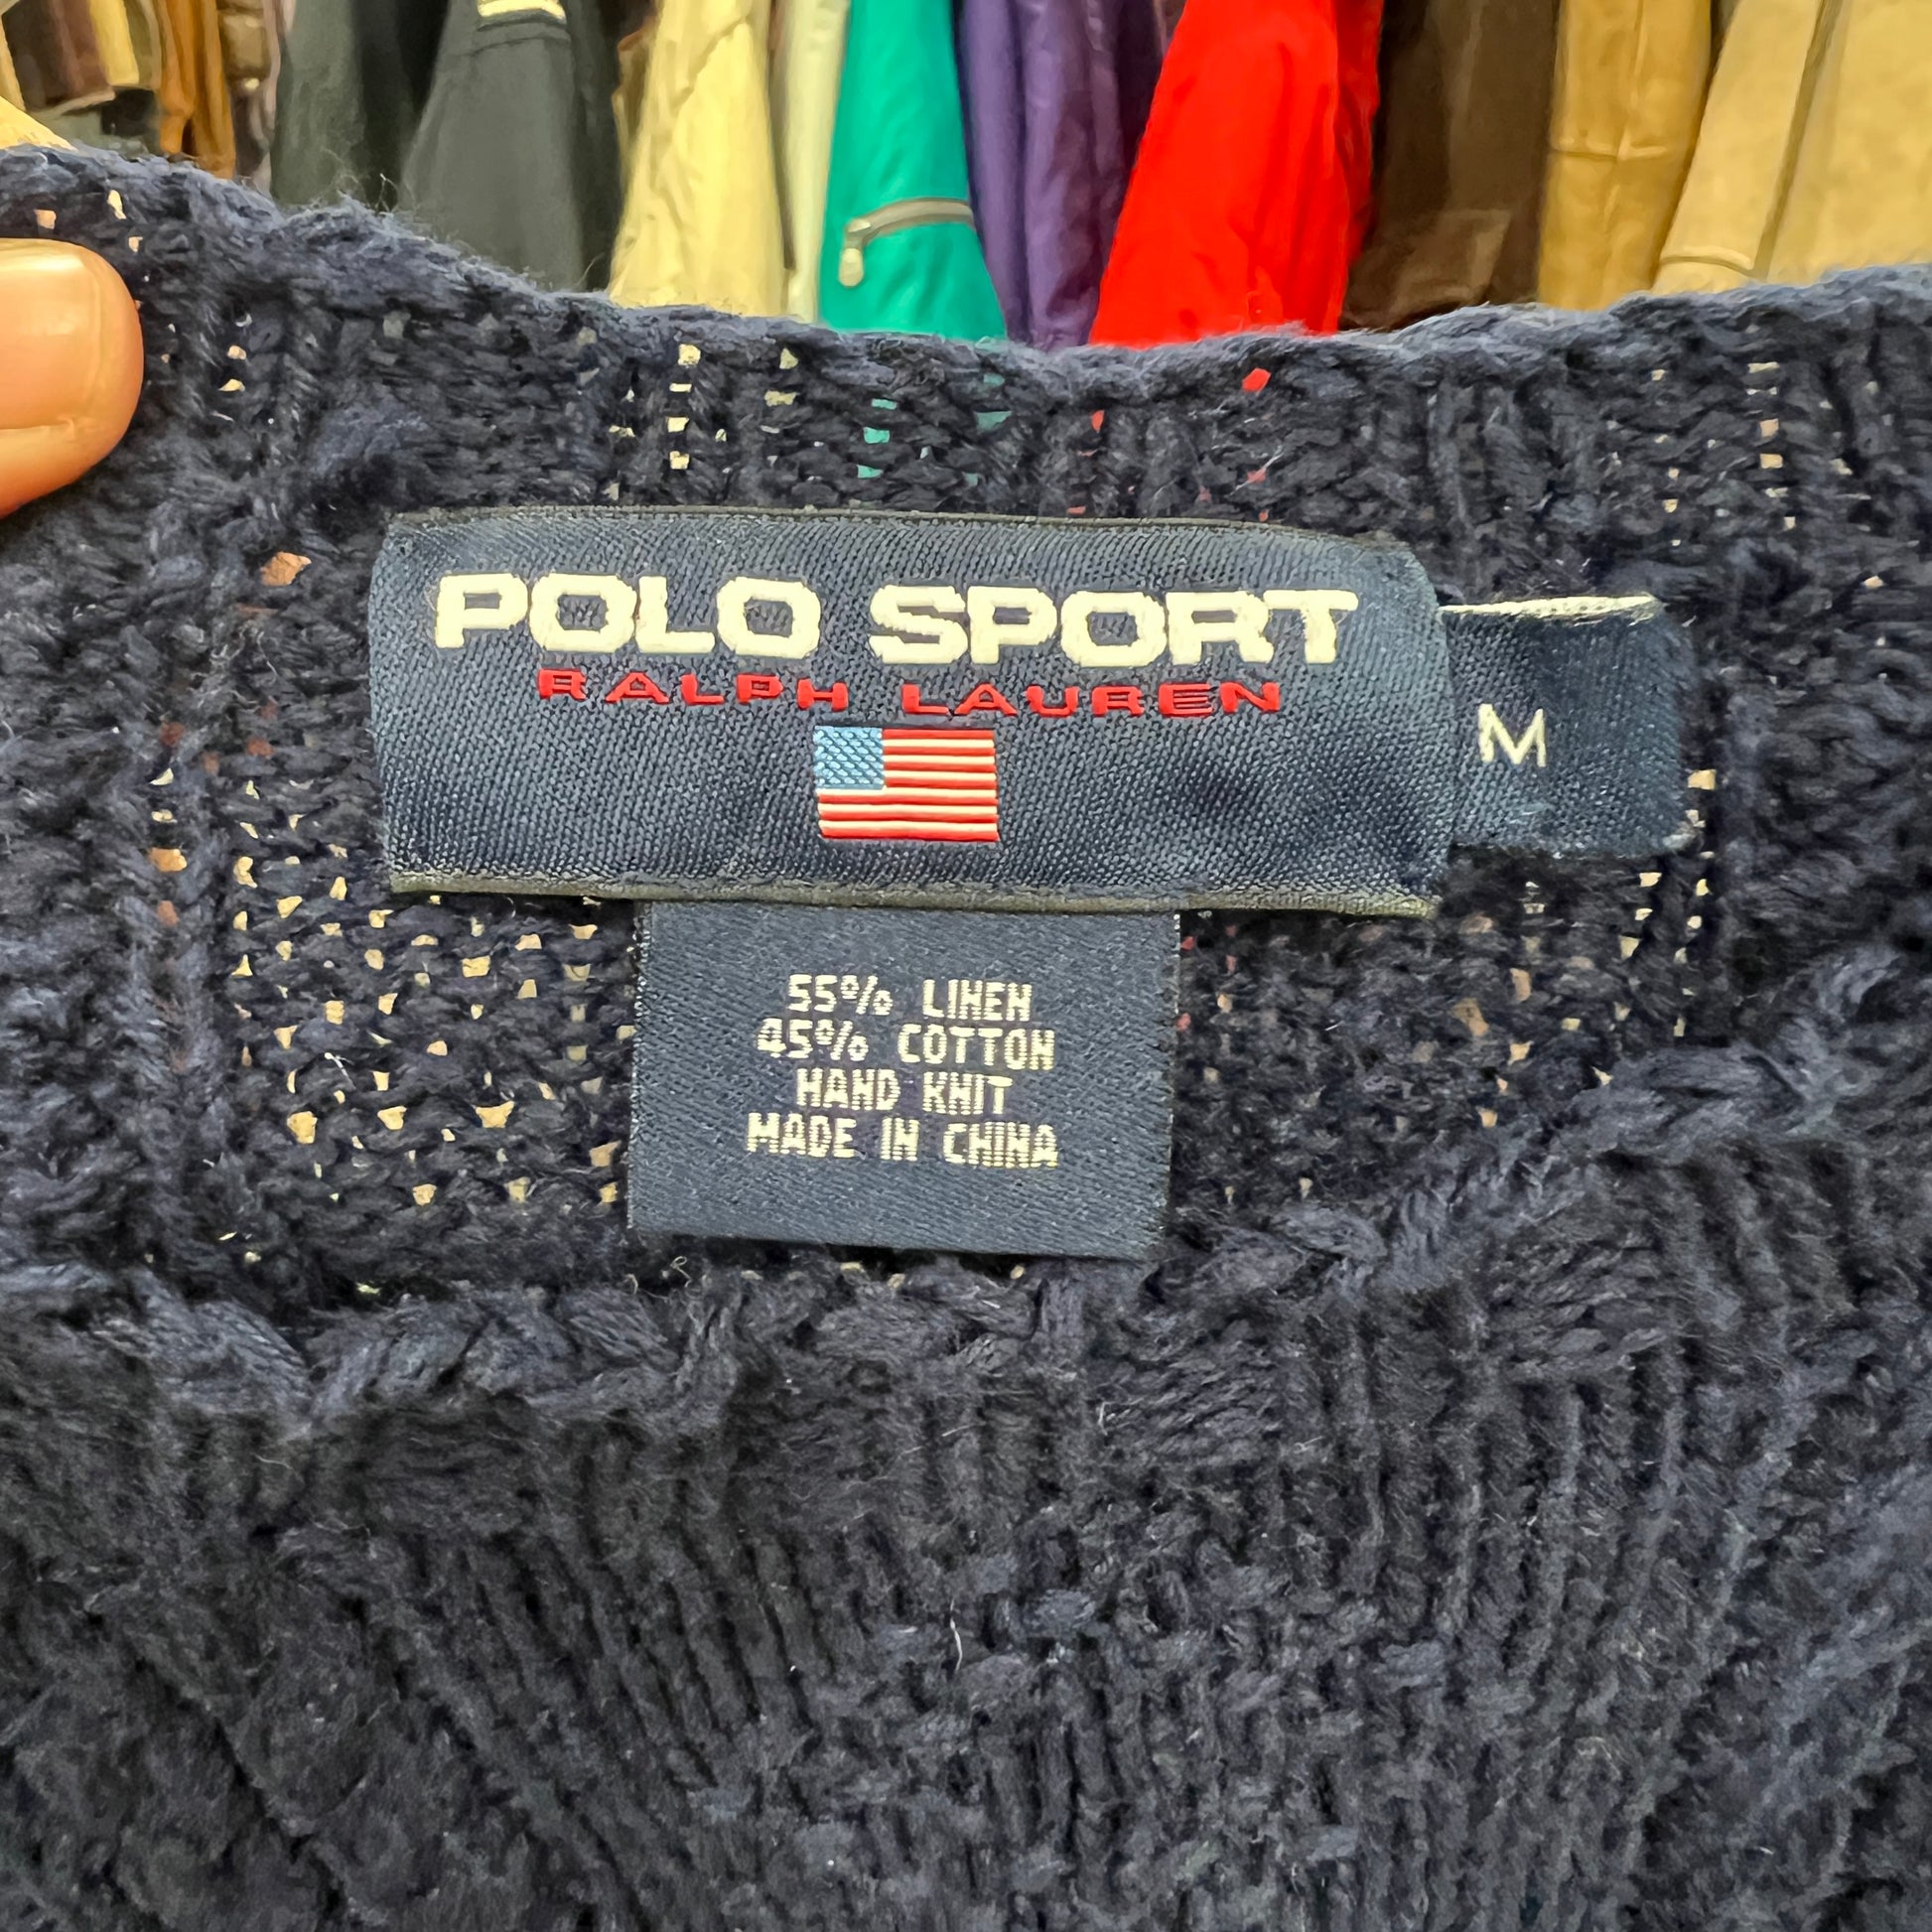 POLO SPORT
RALPH LAUREN
M
55% LINEN
45% COTTON
HAND KNIT
MADE IN CHINA